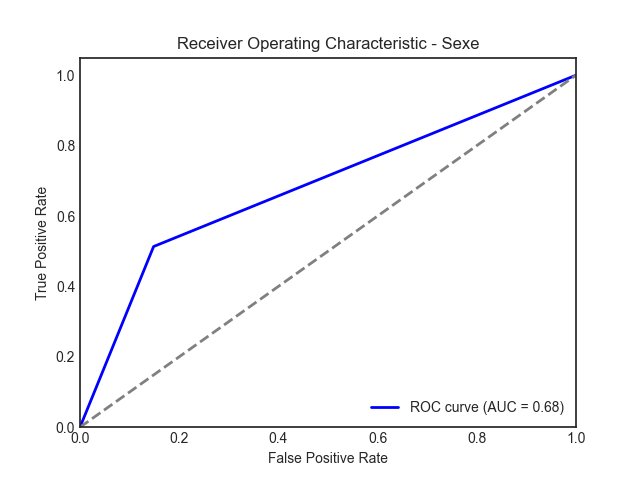 Receiver Operating Characteristic - Sexe
1.0
0.8
0.6
0.4
0.2
0.0
True Positive Rate
ROC curve (AUC = 0.68)
0.0 0.2 0.4 0.6 0.8 1.0
False Positive Rate